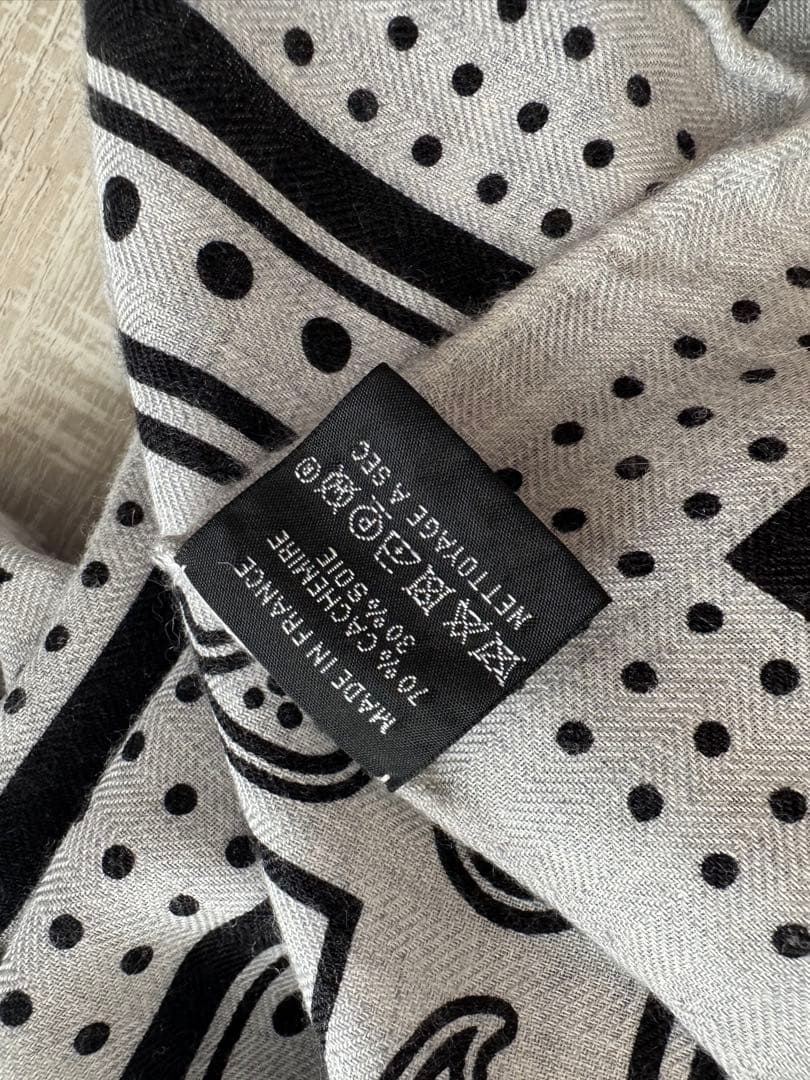 MADE IN FRANCE
70% CACHEMIRE
30% SOIE
P W ®
NETTOYAGE A SEC